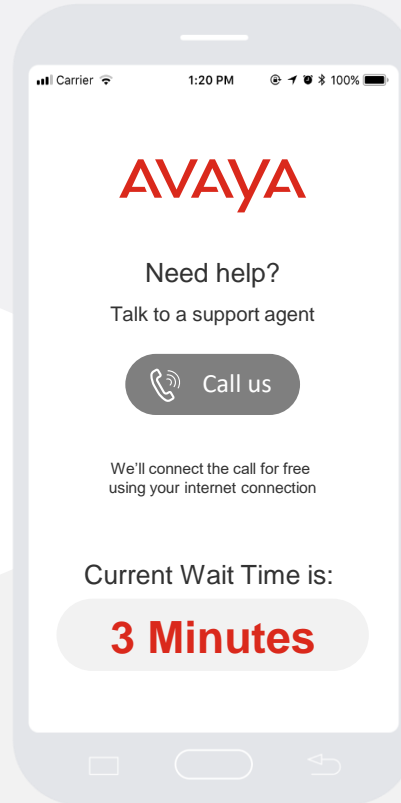 Carrier 1:20 PM 100%
AVAYA
Need help?
Talk to a support agent
Call us
We'll connect the call for free
using your internet connection
Current Wait Time is:
3 Minutes